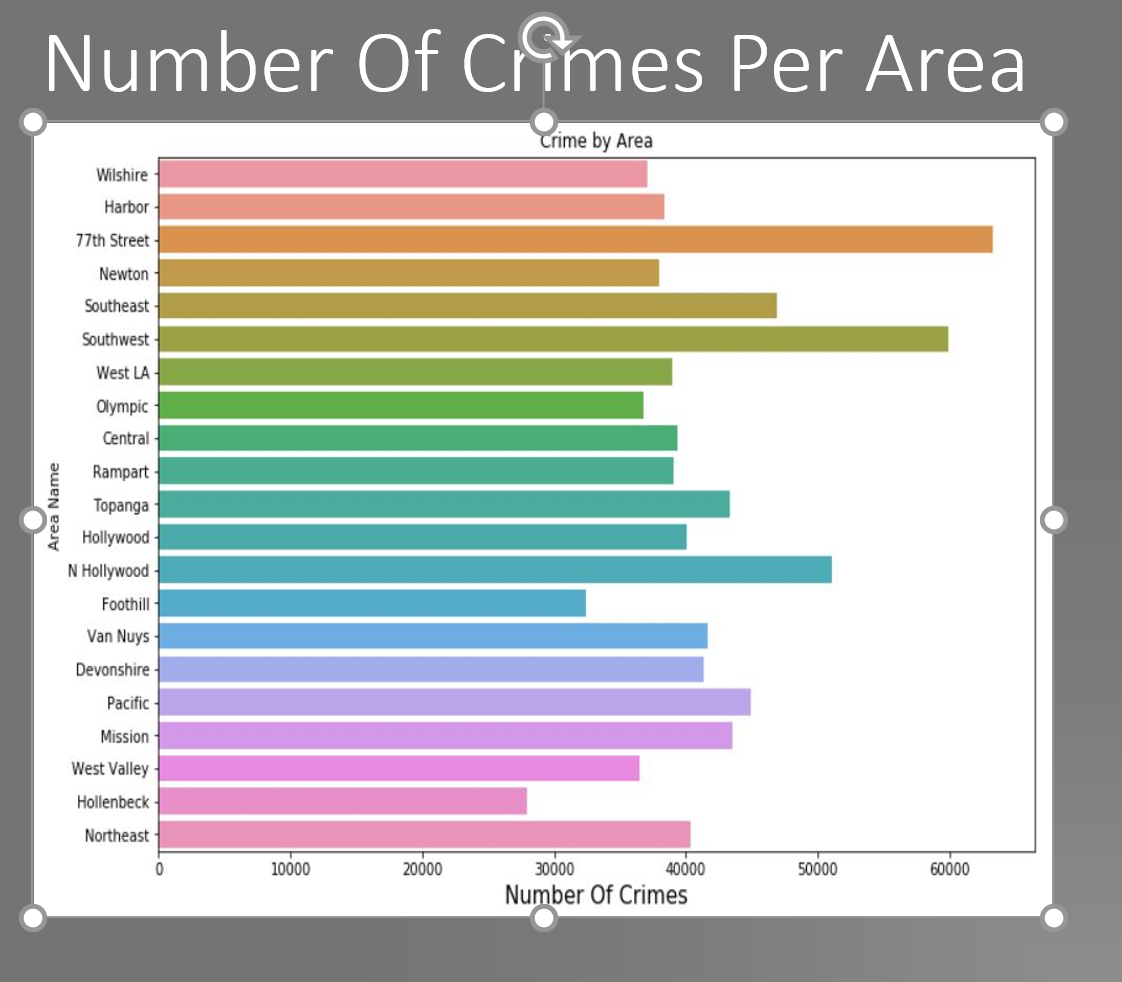 Number Of Crimes Per Area
Crime by Area
Wilshire
Harbor
77th Street
Newton
Southeast
Southwest
West LA
Olympic
Central
Rampart
Topanga
Hollywood
N Hollywood
Foothill
Van Nuys
Devonshire
Pacific
Mission
West Valley
Hollenbeck
Northeast
Area Name
0 10000 20000 30000 40000 50000 60000
Number Of Crimes